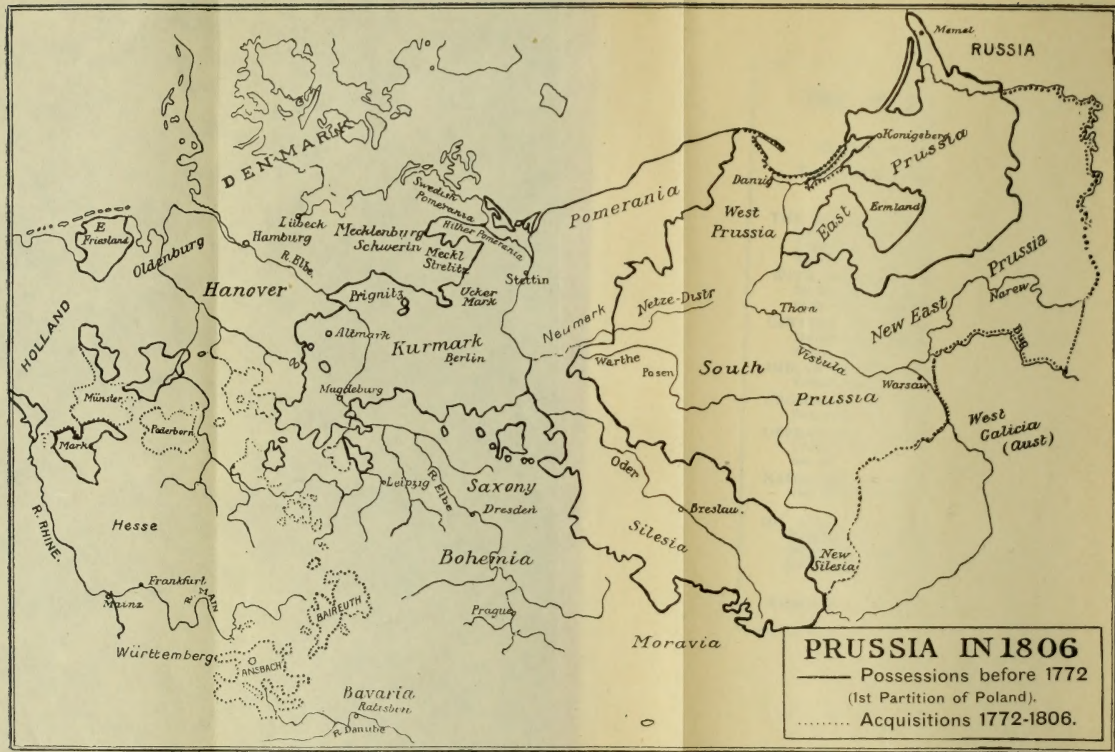 Memel
RUSSIA
DENMARK
Konigsberg
Prussia
Danzig
East
Ermland
West
Prussia
Pomerania
Swedish
Pomerania
Hither Pomerania
Lübeck
Hamburg
Mecklenburg
Schwerin
Meckl
Strelitz
Stettin
E
Friesland
Oldenburg
R. Elbe.
Hanover
Prignitz
Ucker
Mark
New East Prussia
Narew
Bug
HOLLAND
Altmark
Kurmark
Berlin
Neumark
Netze-Distr
Thorn
Vistula
Warsaw
Warthe
Posen
South
Prussia
West
Galicia
(Aust)
Münster
Paderborn
Mark
Magdeburg
R. RHINE.
Hesse
Leipzig
R. Elbe
Saxony
Dresden
Oder
Breslau.
Silesia
New
Silesia
Bohemia
Frankfurt
Mainz
R. MAIN
BAIREUTH
Prague
Moravia
Württemberg
ANSBACH
Bavaria
Ratisbon
R. Danube
PRUSSIA IN 1806
Possessions before 1772
(1st Partition of Poland).
Acquisitions 1772-1806.